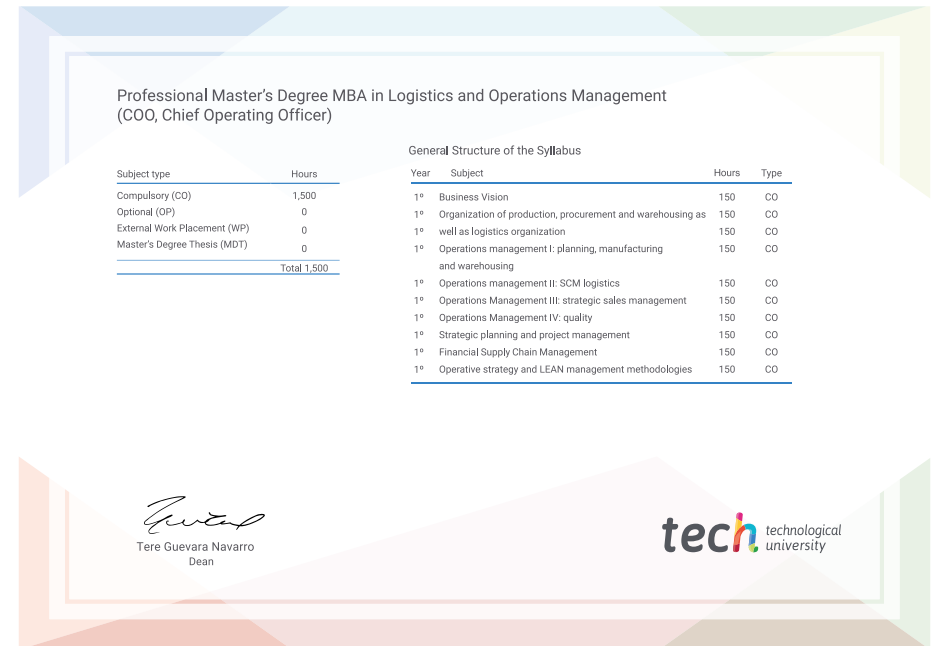 Professional Master's Degree MBA in Logistics and Operations Management
(COO, Chief Operating Officer)
General Structure of the Syllabus
Subject type Hours
Compulsory (CO) 1,500
Optional (OP) 0
External Work Placement (WP) 0
Master's Degree Thesis (MDT) 0
Total 1,500
Year Subject Hours Type
1º Business Vision 150 CO
1º Organization of production, procurement and warehousing as 150 CO
1º well as logistics organization 150 CO
1º Operations management I: planning, manufacturing 150 CO
and warehousing
1º Operations management II: SCM logistics 150 CO
1º Operations Management III: strategic sales management 150 CO
1º Operations Management IV: quality 150 CO
1º Strategic planning and project management 150 CO
1º Financial Supply Chain Management 150 CO
1º Operative strategy and LEAN management methodologies 150 CO
Tere Guevara Navarro
Dean
tech technological
university